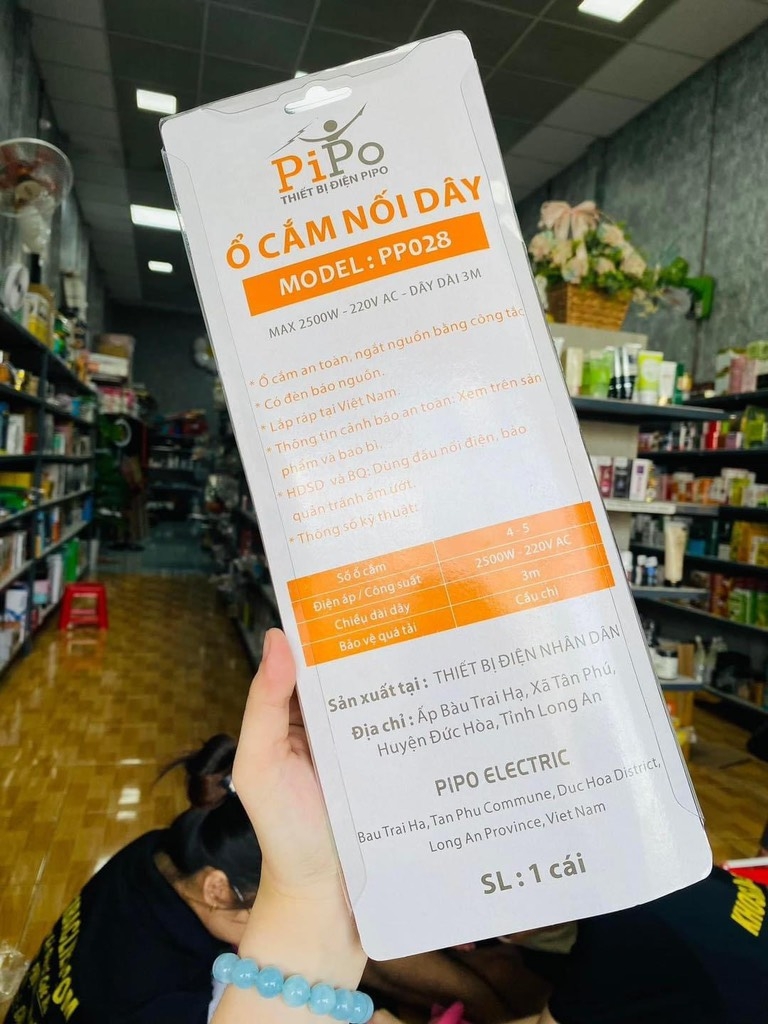 PiPo
THIẾT BỊ ĐIỆN PIPO
Ổ CẮM NỐI DÂY
MODEL : PP028
MAX 2500W - 220V AC - DÂY DÀI 3M
* Ổ cắm an toàn, ngắt nguồn bằng công tắc
* Có đèn báo nguồn.
* Lắp ráp tại Việt Nam.
* Thông tin cảnh báo an toàn: Xem trên sản
phẩm và bao bì.
* HDSD và BQ: Dùng đấu nối điện, bảo
quản tránh ẩm ướt.
* Thông số kỹ thuật:
Số ổ cắm 4 - 5
Điện áp / Công suất 2500W - 220V AC
Chiều dài dây 3m
Bảo vệ quá tải Cầu chì
Sản xuất tại : THIẾT BỊ ĐIỆN NHÂN DÂN
Địa chỉ : Ấp Bàu Trai Hạ, Xã Tân Phú,
Huyện Đức Hòa, Tỉnh Long An
PIPO ELECTRIC
Bau Trai Ha, Tan Phu Commune, Duc Hoa District,
Long An Province, Viet Nam
SL : 1 cái